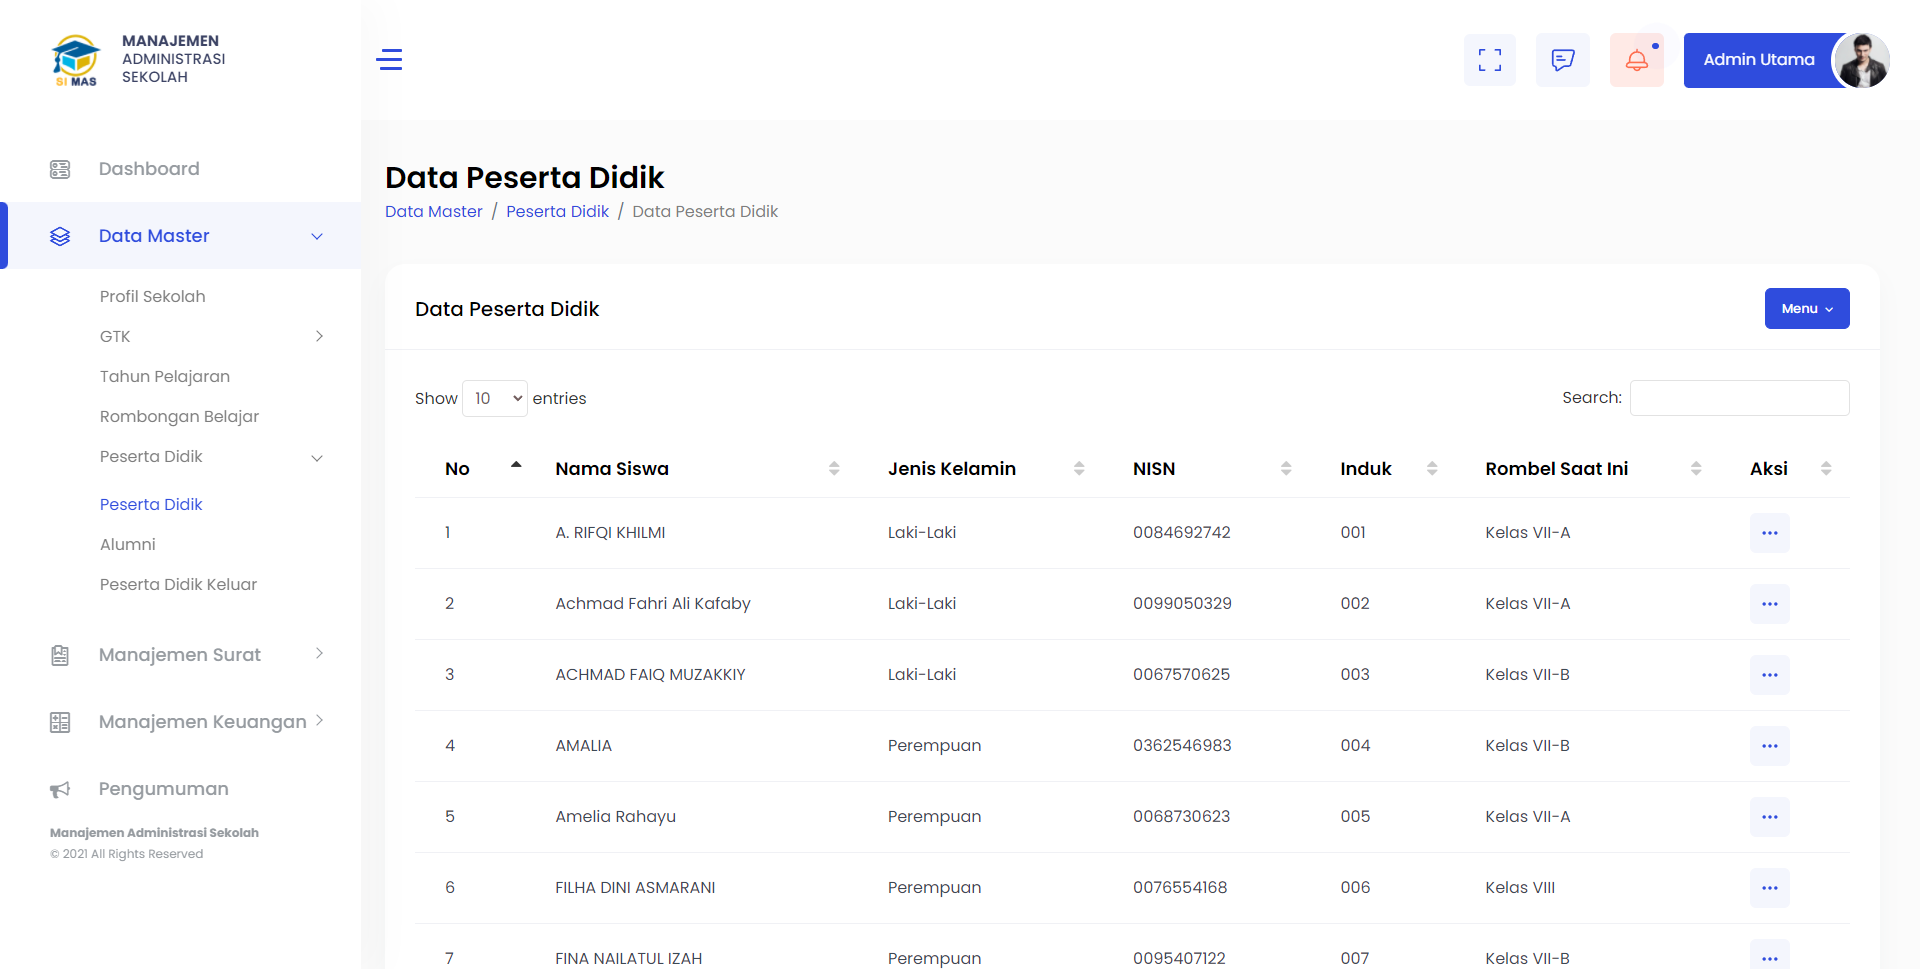 SI MAS
MANAJEMEN
ADMINISTRASI
SEKOLAH
Admin Utama
Dashboard
Data Master
Profil Sekolah
GTK
Tahun Pelajaran
Rombongan Belajar
Peserta Didik
Peserta Didik
Alumni
Peserta Didik Keluar
Manajemen Surat
Manajemen Keuangan
Pengumuman
Manajemen Administrasi Sekolah
© 2021 All Rights Reserved
Data Peserta Didik
Data Master / Peserta Didik / Data Peserta Didik
Data Peserta Didik
Menu
Show 10 entries
Search:
No Nama Siswa Jenis Kelamin NISN Induk Rombel Saat Ini Aksi
1 A. RIFQI KHILMI Laki-Laki 0084692742 001 Kelas VII-A
2 Achmad Fahri Ali Kafaby Laki-Laki 0099050329 002 Kelas VII-A
3 ACHMAD FAIQ MUZAKKIY Laki-Laki 0067570625 003 Kelas VII-B
4 AMALIA Perempuan 0362546983 004 Kelas VII-B
5 Amelia Rahayu Perempuan 0068730623 005 Kelas VII-A
6 FILHA DINI ASMARANI Perempuan 0076554168 006 Kelas VIII
7 FINA NAILATUL IZAH Perempuan 0095407122 007 Kelas VII-B